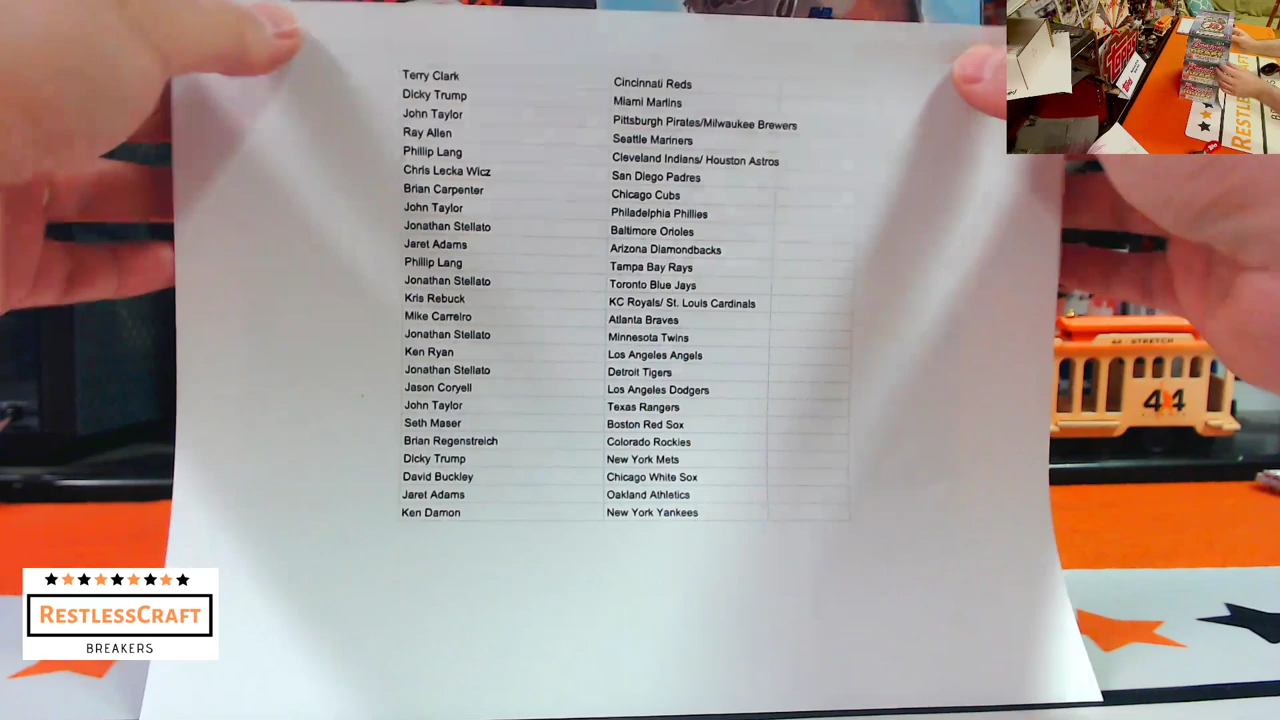 Terry Clark Cincinnati Reds
Dicky Trump Miami Marlins
John Taylor Pittsburgh Pirates/Milwaukee Brewers
Ray Allen Seattle Mariners
Phillip Lang Cleveland Indians/ Houston Astros
Chris Lecka Wicz San Diego Padres
Brian Carpenter Chicago Cubs
John Taylor Philadelphia Phillies
Jonathan Stellato Baltimore Orioles
Jaret Adams Arizona Diamondbacks
Phillip Lang Tampa Bay Rays
Jonathan Stellato Toronto Blue Jays
Kris Rebuck KC Royals/ St. Louis Cardinals
Mike Carreiro Atlanta Braves
Jonathan Stellato Minnesota Twins
Ken Ryan Los Angeles Angels
Jonathan Stellato Detroit Tigers
Jason Coryell Los Angeles Dodgers
John Taylor Texas Rangers
Seth Maser Boston Red Sox
Brian Regenstreich Colorado Rockies
Dicky Trump New York Mets
David Buckley Chicago White Sox
Jaret Adams Oakland Athletics
Ken Damon New York Yankees
RESTLESSCRAFT
BREAKERS
44 - STRETCH
44
topps
RESTLE